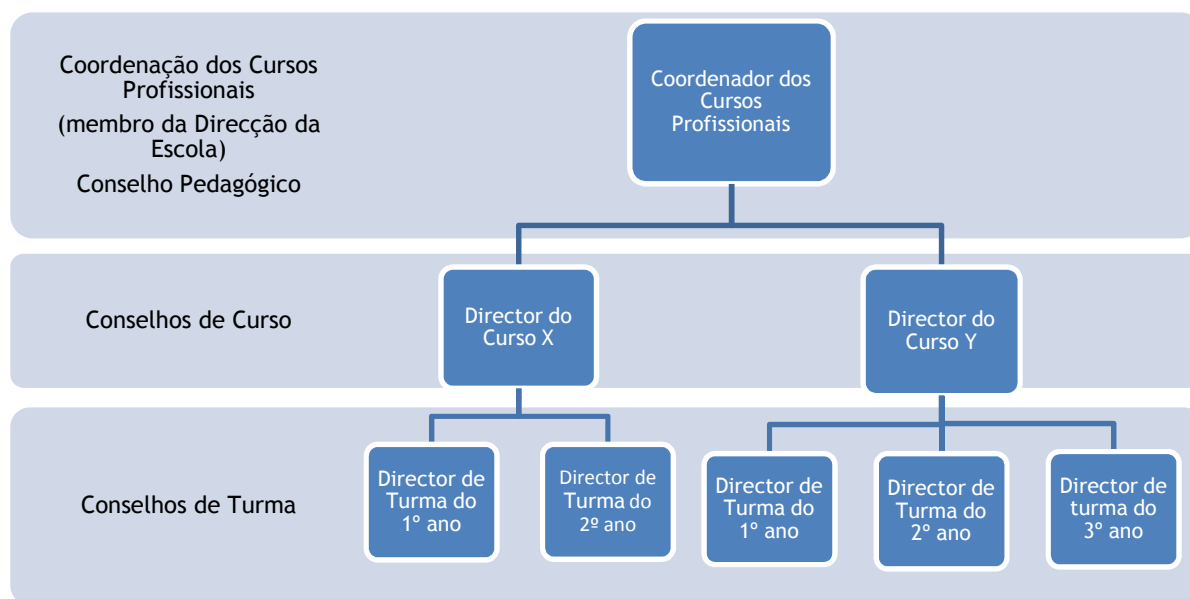 Coordenação dos Cursos
Profissionais
(membro da Direcção da
Escola)
Conselho Pedagógico
Coordenador dos
Cursos
Profissionais
Conselhos de Curso
Director do
Curso X
Director do
Curso Y
Conselhos de Turma
Director de
Turma do
1º ano
Director de
Turma do
2º ano
Director de
Turma do
1º ano
Director de
Turma do
2º ano
Director de
turma do
3º ano